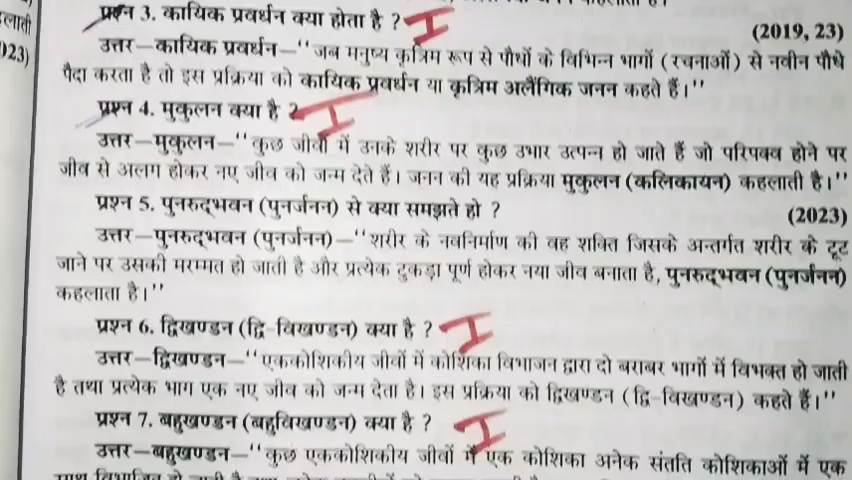 हलाती
023)
प्रश्न 3. कायिक प्रवर्धन क्या होता है ?
(2019, 23)
उत्तर—कायिक प्रवर्धन—‘‘जब मनुष्य कृत्रिम रूप से पौधों के विभिन्न भागों (रचनाओं) से नवीन पौधे
पैदा करता है तो इस प्रक्रिया को कायिक प्रवर्धन या कृत्रिम अलैंगिक जनन कहते हैं।’’
प्रश्न 4. मुकुलन क्या है ?
उत्तर—मुकुलन—‘‘कुछ जीवों में उनके शरीर पर कुछ उभार उत्पन्न हो जाते हैं जो परिपक्व होने पर
जीव से अलग होकर नए जीव को जन्म देते हैं। जनन की यह प्रक्रिया मुकुलन (कलिकायन) कहलाती है।’’
प्रश्न 5. पुनरुद्भवन (पुनर्जनन) से क्या समझते हो ?
(2023)
उत्तर—पुनरुद्भवन (पुनर्जनन)—‘‘शरीर के नवनिर्माण की वह शक्ति जिसके अन्तर्गत शरीर के टूट
जाने पर उसकी मरम्मत हो जाती है और प्रत्येक टुकड़ा पूर्ण होकर नया जीव बनाता है, पुनरुद्भवन (पुनर्जनन)
कहलाता है।’’
प्रश्न 6. द्विखण्डन (द्वि-विखण्डन) क्या है ?
उत्तर—द्विखण्डन—‘‘एककोशिकीय जीवों में कोशिका विभाजन द्वारा दो बराबर भागों में विभक्त हो जाती
है तथा प्रत्येक भाग एक नए जीव को जन्म देता है। इस प्रक्रिया को द्विखण्डन (द्वि-विखण्डन) कहते हैं।’’
प्रश्न 7. बहुखण्डन (बहुविखण्डन) क्या है ?
उत्तर—बहुखण्डन—‘‘कुछ एककोशिकीय जीवों में एक कोशिका अनेक संतति कोशिकाओं में एक